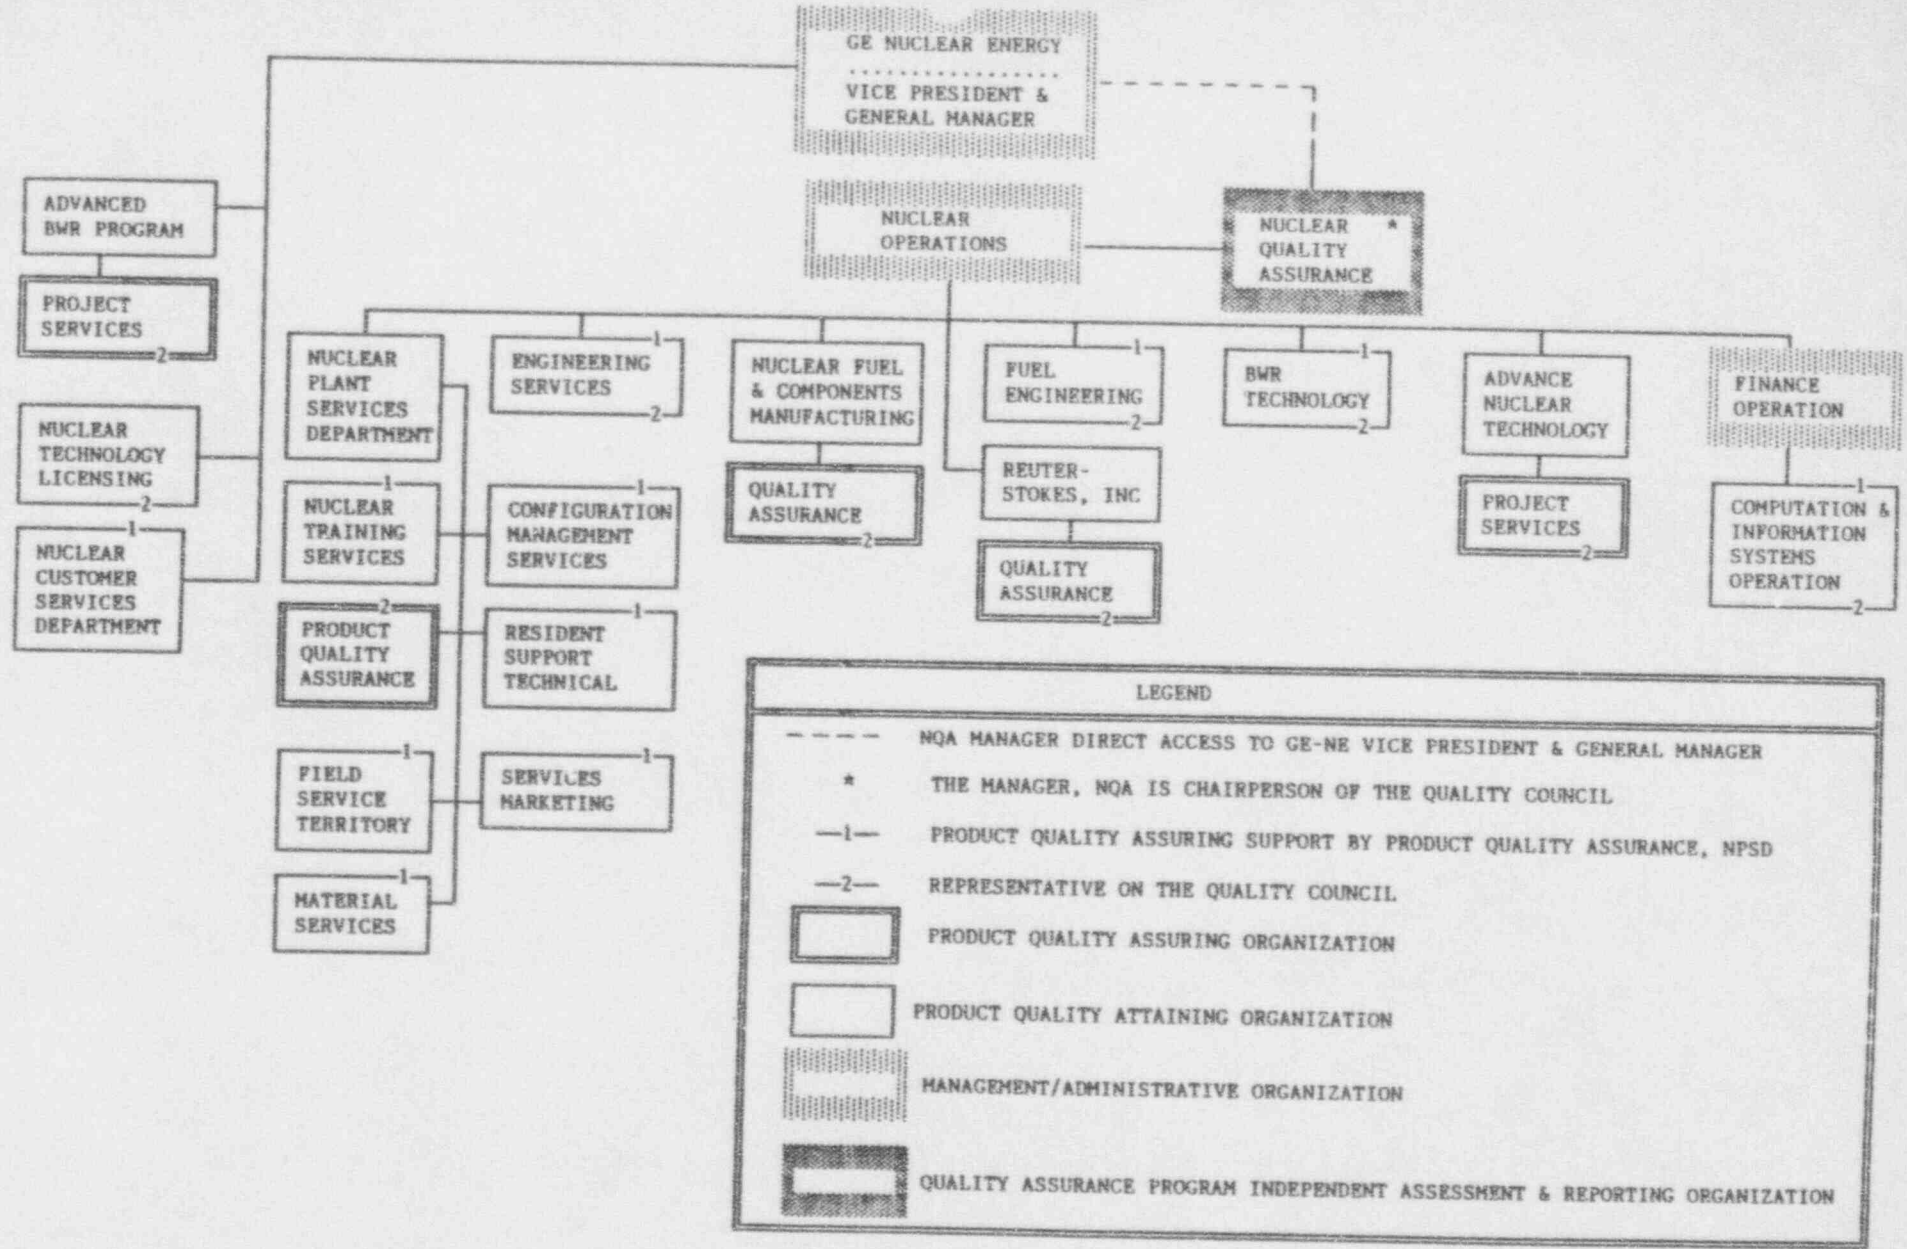 GE NUCLEAR ENERGY
.................
VICE PRESIDENT &
GENERAL MANAGER
NUCLEAR
OPERATIONS
NUCLEAR *
QUALITY
ASSURANCE
ADVANCED
BWR PROGRAM
PROJECT
SERVICES
2
NUCLEAR
TECHNOLOGY
LICENSING
2
1
NUCLEAR
CUSTOMER
SERVICES
DEPARTMENT
NUCLEAR
PLANT
SERVICES
DEPARTMENT
1
ENGINEERING
SERVICES
2
NUCLEAR FUEL
& COMPONENTS
MANUFACTURING
QUALITY
ASSURANCE
2
1
FUEL
ENGINEERING
2
REUTER-
STOKES, INC
QUALITY
ASSURANCE
2
1
BWR
TECHNOLOGY
2
ADVANCE
NUCLEAR
TECHNOLOGY
PROJECT
SERVICES
2
FINANCE
OPERATION
1
COMPUTATION &
INFORMATION
SYSTEMS
OPERATION
2
1
NUCLEAR
TRAINING
SERVICES
1
CONFIGURATION
MANAGEMENT
SERVICES
2
PRODUCT
QUALITY
ASSURANCE
1
RESIDENT
SUPPORT
TECHNICAL
1
FIELD
SERVICE
TERRITORY
1
SERVICES
MARKETING
1
MATERIAL
SERVICES
LEGEND
---- NQA MANAGER DIRECT ACCESS TO GE-NE VICE PRESIDENT & GENERAL MANAGER
* THE MANAGER, NQA IS CHAIRPERSON OF THE QUALITY COUNCIL
—1— PRODUCT QUALITY ASSURING SUPPORT BY PRODUCT QUALITY ASSURANCE, NPSD
—2— REPRESENTATIVE ON THE QUALITY COUNCIL
PRODUCT QUALITY ASSURING ORGANIZATION
PRODUCT QUALITY ATTAINING ORGANIZATION
MANAGEMENT/ADMINISTRATIVE ORGANIZATION
QUALITY ASSURANCE PROGRAM INDEPENDENT ASSESSMENT & REPORTING ORGANIZATION